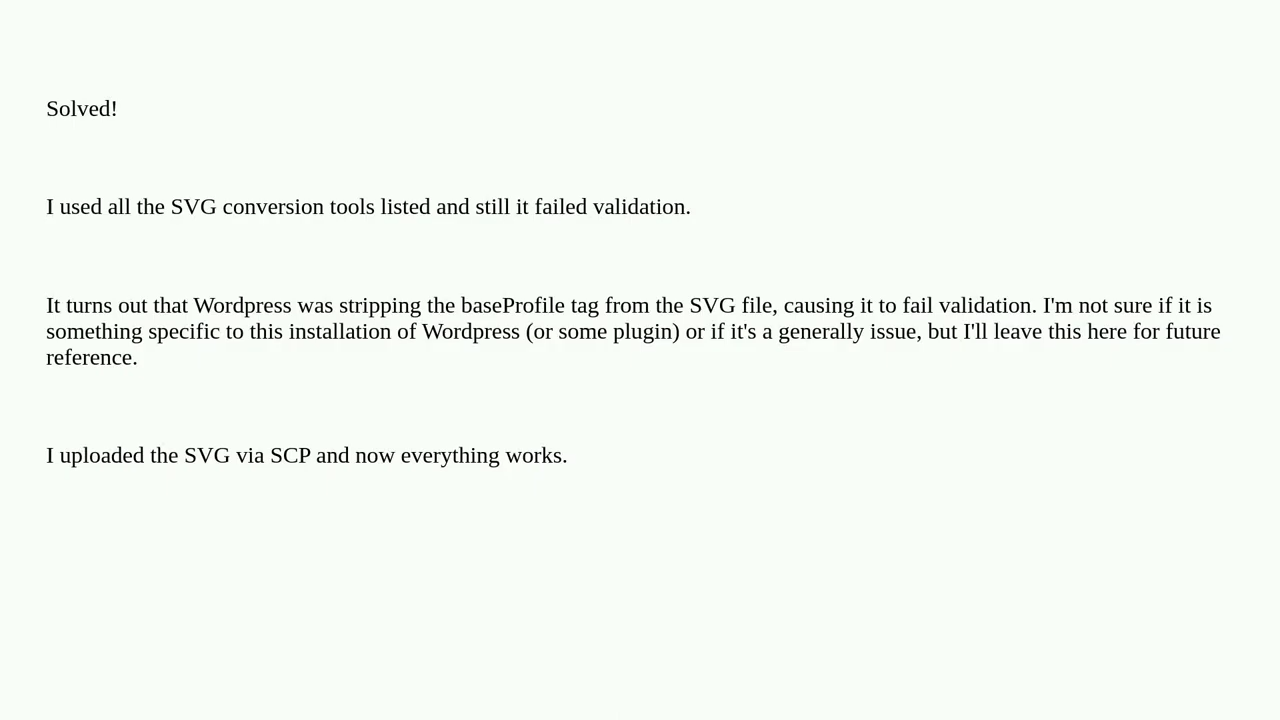 Solved!
I used all the SVG conversion tools listed and still it failed validation.
It turns out that Wordpress was stripping the baseProfile tag from the SVG file, causing it to fail validation. I'm not sure if it is
something specific to this installation of Wordpress (or some plugin) or if it's a generally issue, but I'll leave this here for future
reference.
I uploaded the SVG via SCP and now everything works.